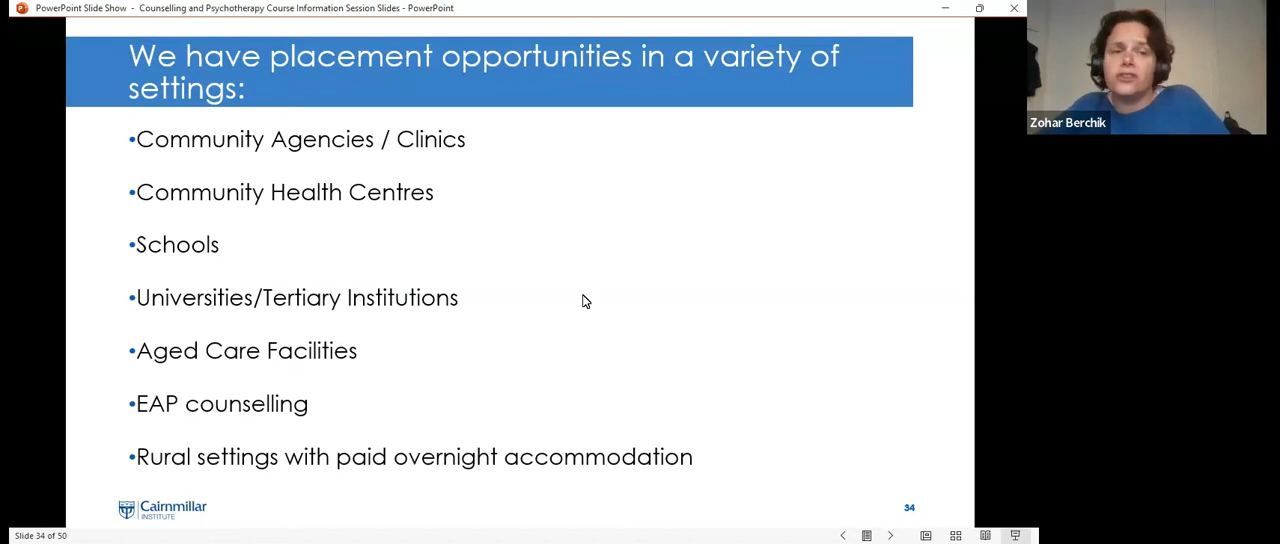 PowerPoint Slide Show - Counselling and Psychotherapy Course Information Session Slides - PowerPoint
We have placement opportunities in a variety of
settings:
•Community Agencies / Clinics
•Community Health Centres
•Schools
•Universities/Tertiary Institutions
•Aged Care Facilities
•EAP counselling
•Rural settings with paid overnight accommodation
Cairnmillar
INSTITUTE
34
Slide 34 of 50
Zohar Berchik